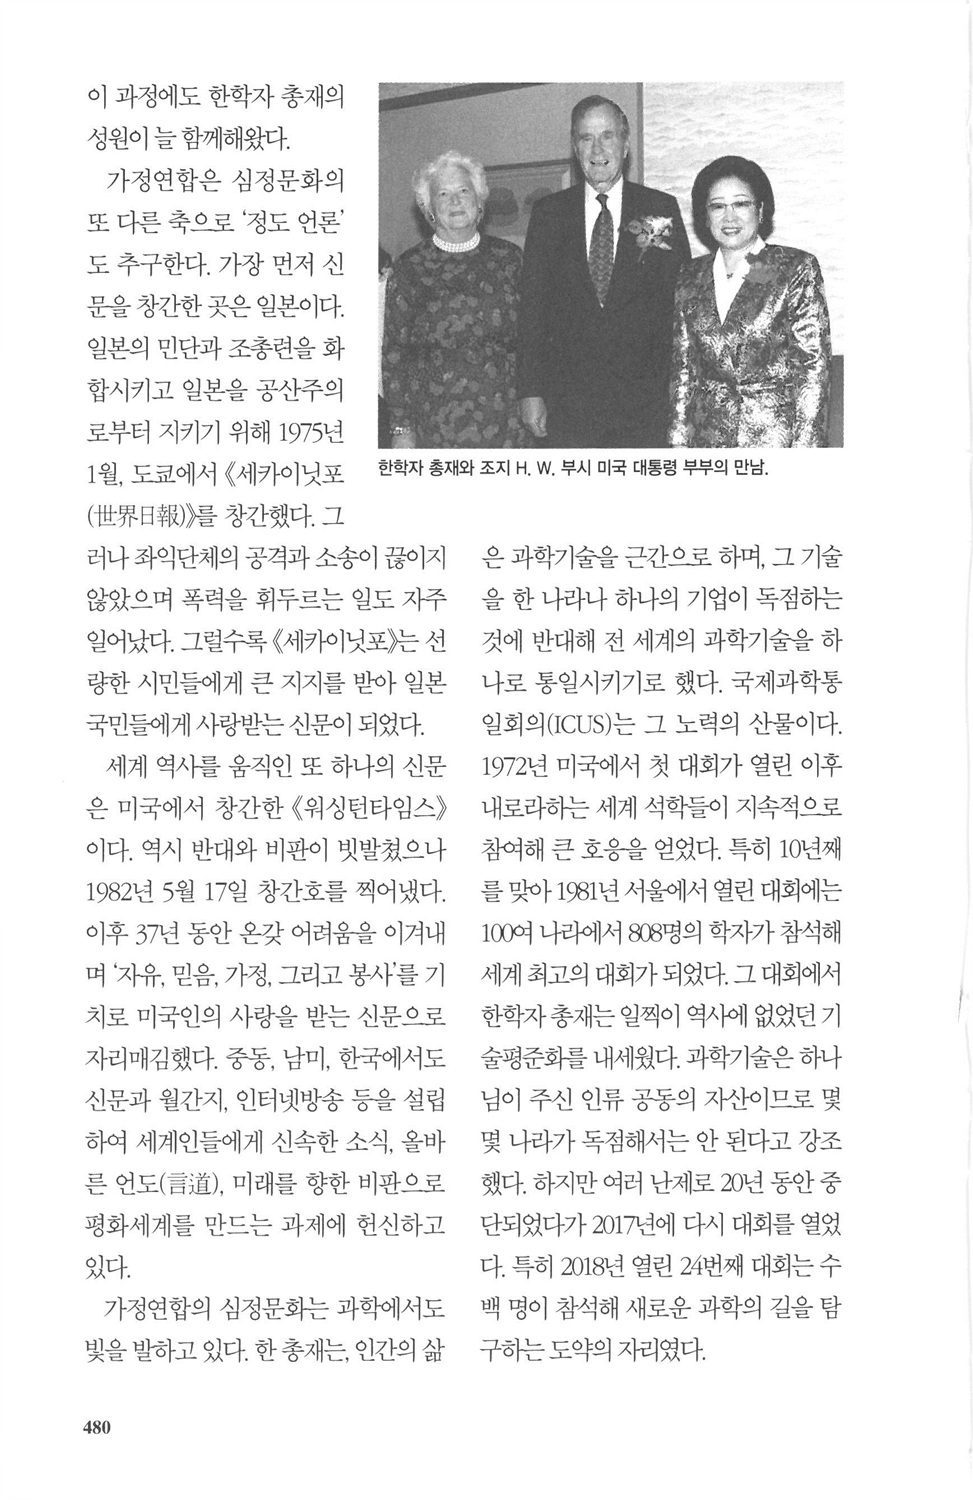 이 과정에도 한학자 총재의
성원이 늘 함께해왔다.
가정연합은 심정문화의
또 다른 축으로 ‘정도 언론’
도 추구한다. 가장 먼저 신
문을 창간한 곳은 일본이다.
일본의 민단과 조총련을 화
합시키고 일본을 공산주의
로부터 지키기 위해 1975년
1월, 도쿄에서 《세카이닛포
(世界日報)》를 창간했다. 그
러나 좌익단체의 공격과 소송이 끊이지
않았으며 폭력을 휘두르는 일도 자주
일어났다. 그럴수록 《세카이닛포》는 선
량한 시민들에게 큰 지지를 받아 일본
국민들에게 사랑받는 신문이 되었다.
세계 역사를 움직인 또 하나의 신문
은 미국에서 창간한 《워싱턴타임스》
이다. 역시 반대와 비판이 빗발쳤으나
1982년 5월 17일 창간호를 찍어냈다.
이후 37년 동안 온갖 어려움을 이겨내
며 ‘자유, 믿음, 가정, 그리고 봉사’를 기
치로 미국인의 사랑을 받는 신문으로
자리매김했다. 중동, 남미, 한국에서도
신문과 월간지, 인터넷방송 등을 설립
하여 세계인들에게 신속한 소식, 올바
른 언도(言道), 미래를 향한 비판으로
평화세계를 만드는 과제에 헌신하고
있다.
가정연합의 심정문화는 과학에서도
빛을 발하고 있다. 한 총재는, 인간의 삶
한학자 총재와 조지 H. W. 부시 미국 대통령 부부의 만남.
은 과학기술을 근간으로 하며, 그 기술
을 한 나라나 하나의 기업이 독점하는
것에 반대해 전 세계의 과학기술을 하
나로 통일시키기로 했다. 국제과학통
일회의(ICUS)는 그 노력의 산물이다.
1972년 미국에서 첫 대회가 열린 이후
내로라하는 세계 석학들이 지속적으로
참여해 큰 호응을 얻었다. 특히 10년째
를 맞아 1981년 서울에서 열린 대회에는
100여 나라에서 808명의 학자가 참석해
세계 최고의 대회가 되었다. 그 대회에서
한학자 총재는 일찍이 역사에 없었던 기
술평준화를 내세웠다. 과학기술은 하나
님이 주신 인류 공동의 자산이므로 몇
몇 나라가 독점해서는 안 된다고 강조
했다. 하지만 여러 난제로 20년 동안 중
단되었다가 2017년에 다시 대회를 열었
다. 특히 2018년 열린 24번째 대회는 수
백 명이 참석해 새로운 과학의 길을 탐
구하는 도약의 자리였다.
480